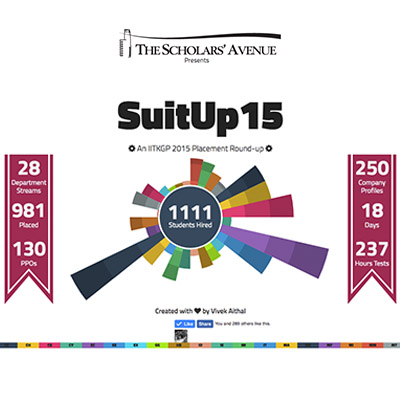 THE SCHOLARS' AVENUE
Presents
SuitUp15
An IITKGP 2015 Placement Round-up
28
Department
Streams
981
Placed
130
PPOs
1111
Students Hired
250
Company
Profiles
18
Days
237
Hours Tests
Created with ❤ by Vivek Aithal
Like Share You and 286 others like this.